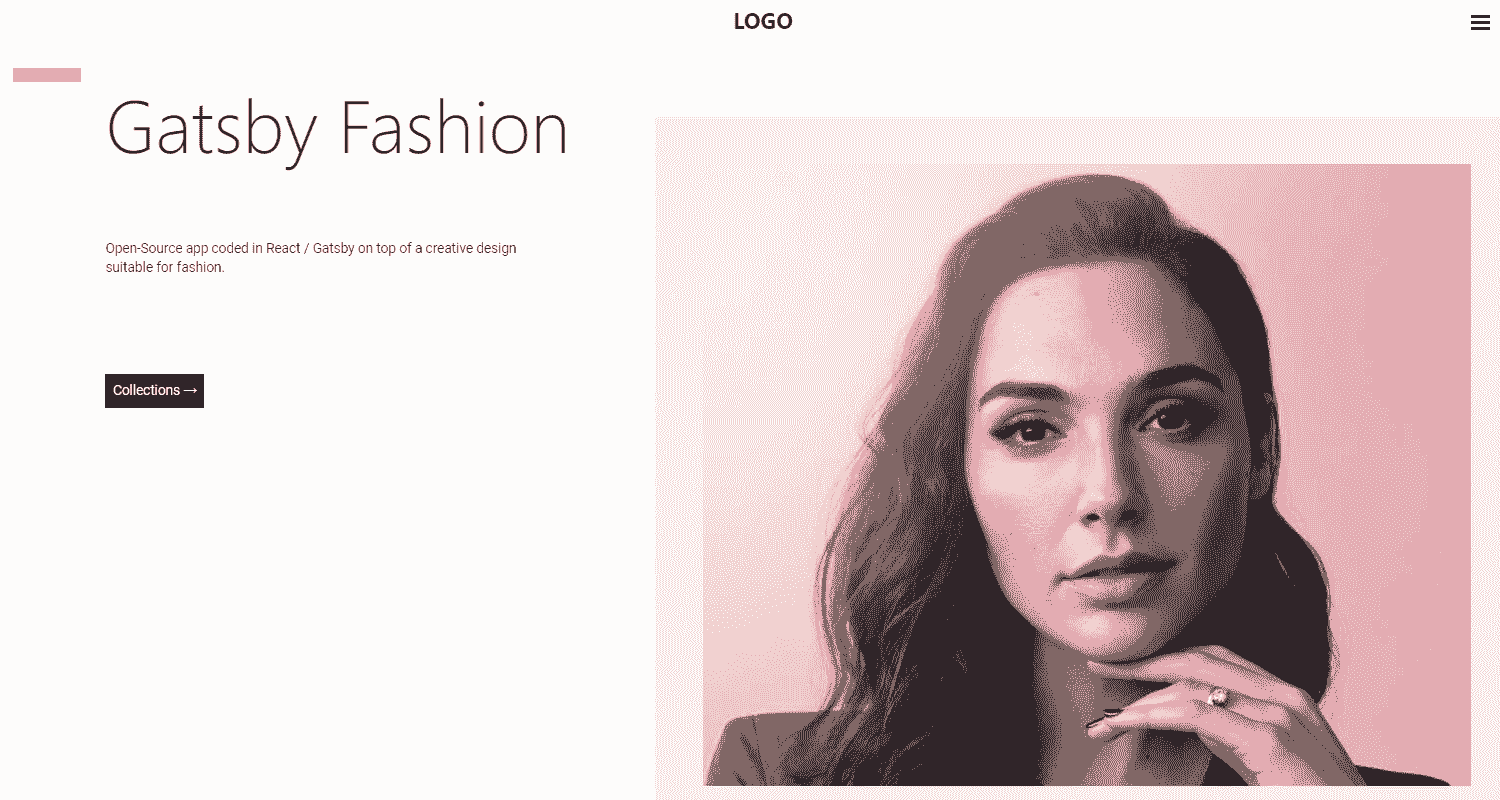 LOGO
Gatsby Fashion
Open-Source app coded in React / Gatsby on top of a creative design
suitable for fashion.
Collections →